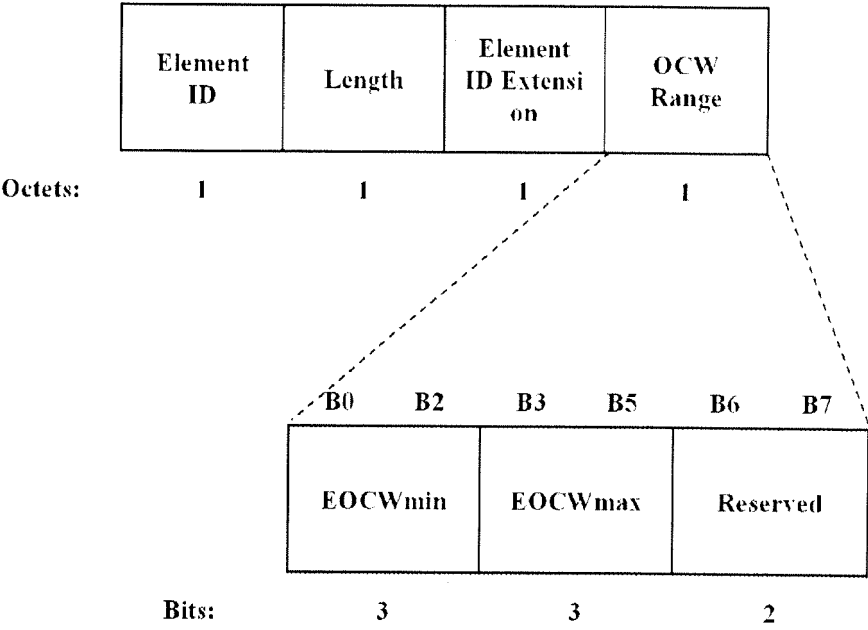 Element
ID
Length
Element
ID Extensi
on
OCW
Range
Octets: 1 1 1 1
B0 B2 B3 B5 B6 B7
EOCWmin EOCWmax Reserved
Bits: 3 3 2